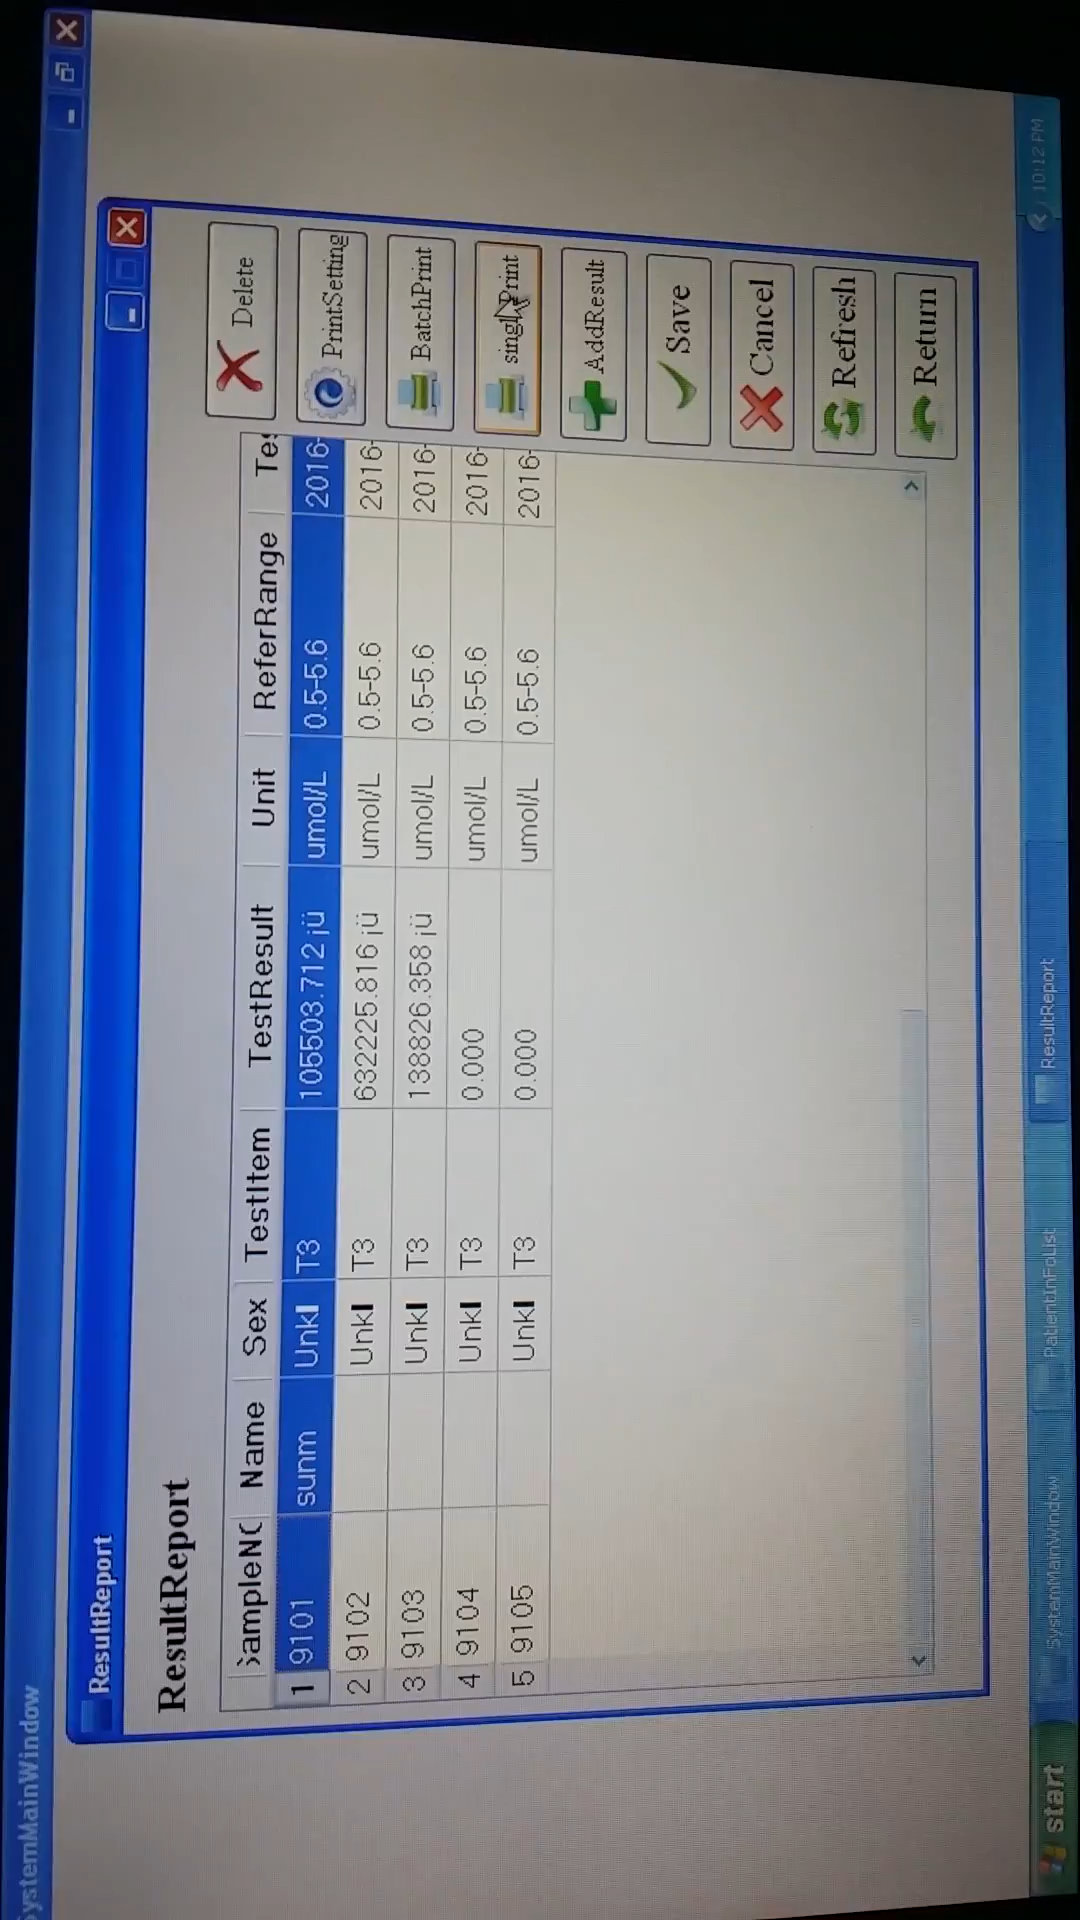 SystemMainWindow
ResultReport
ResultReport
SampleNO Name Sex TestItem TestResult Unit ReferRange Tes
1 9101 sunm Unkl T3 105503.712 ¡ü umol/L 0.5-5.6 2016-
2 9102 Unkl T3 632225.816 ¡ü umol/L 0.5-5.6 2016-
3 9103 Unkl T3 138826.358 ¡ü umol/L 0.5-5.6 2016-
4 9104 Unkl T3 0.000 umol/L 0.5-5.6 2016-
5 9105 Unkl T3 0.000 umol/L 0.5-5.6 2016-
Delete
PrintSetting
BatchPrint
singlePrint
AddResult
Save
Cancel
Refresh
Return
start SystemMainWindow PatientInFoList ResultReport 10:12 PM